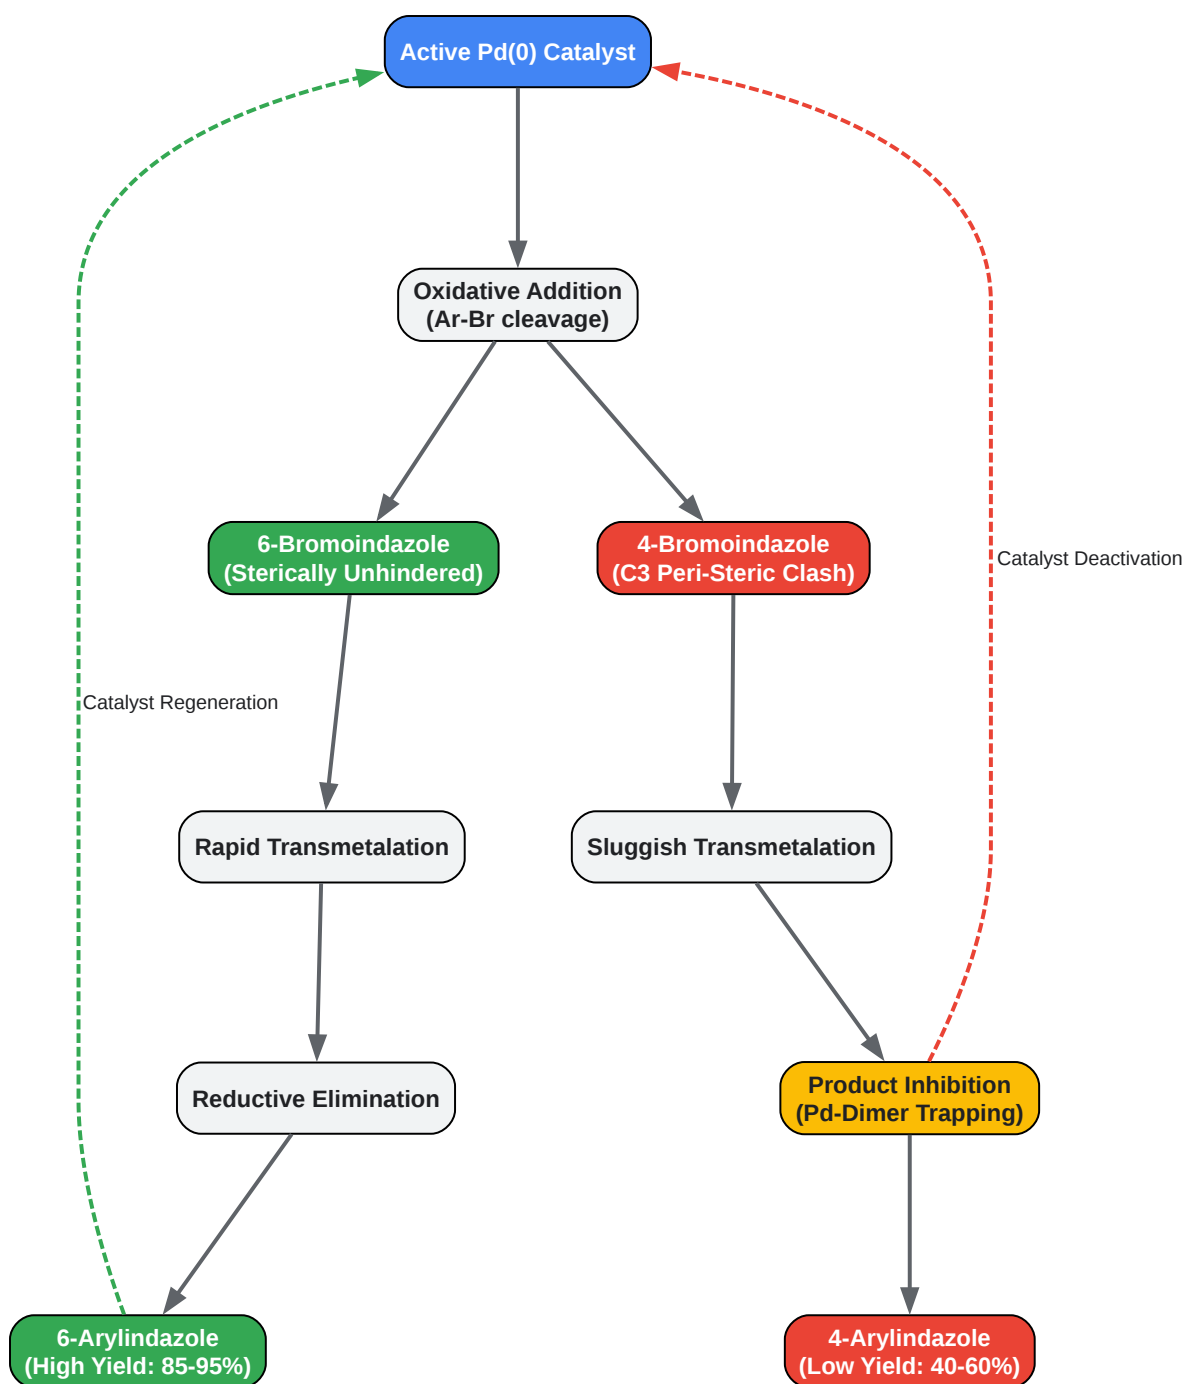 Active Pd(0) Catalyst
Oxidative Addition
(Ar-Br cleavage)
6-Bromoindazole
(Sterically Unhindered)
4-Bromoindazole
(C3 Peri-Steric Clash)
Catalyst Deactivation
Catalyst Regeneration
Rapid Transmetalation
Sluggish Transmetalation
Reductive Elimination
Product Inhibition
(Pd-Dimer Trapping)
6-Arylindazole
(High Yield: 85-95%)
4-Arylindazole
(Low Yield: 40-60%)